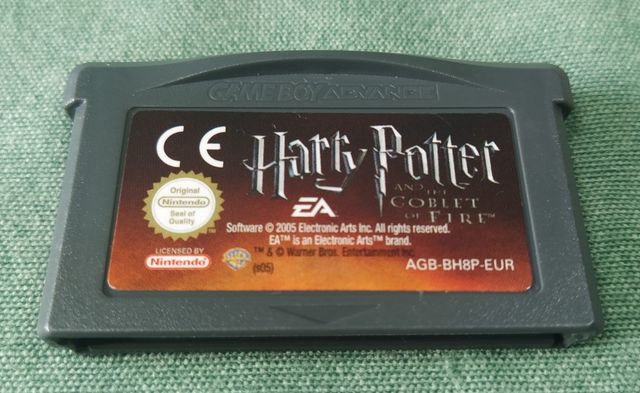 GAME BOY ADVANCE
CE
Harry Potter
AND THE
GOBLET
OF FIRE™
Original
Nintendo
Seal of
Quality
EA
Software © 2005 Electronic Arts Inc. All rights reserved.
EA™ is an Electronic Arts™ brand.
LICENSED BY
Nintendo
™ & © Warner Bros. Entertainment Inc.
(s05)
AGB-BH8P-EUR